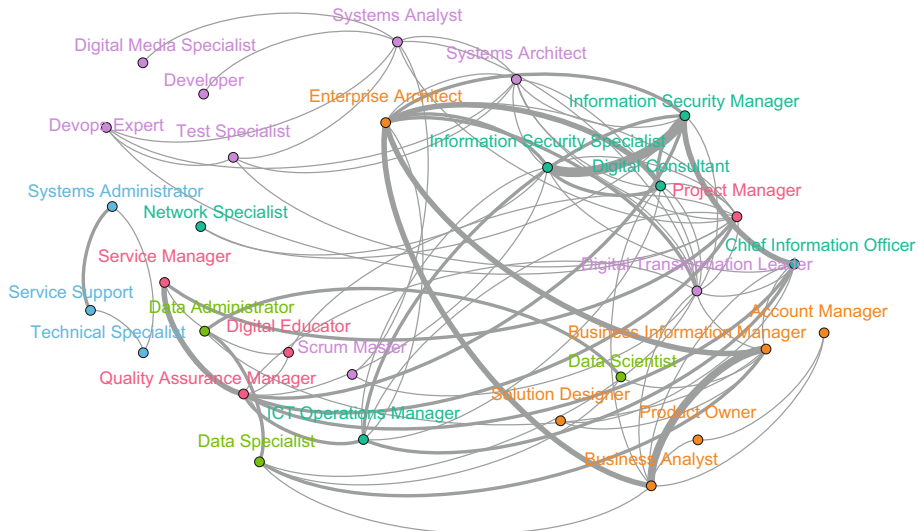 Systems Analyst
Digital Media Specialist
Systems Architect
Developer
Enterprise Architect
Information Security Manager
Devops Expert
Test Specialist
Information Security Specialist
Digital Consultant
Systems Administrator
Project Manager
Network Specialist
Chief Information Officer
Service Manager
Digital Transformation Leader
Service Support
Data Administrator
Account Manager
Technical Specialist
Digital Educator
Business Information Manager
Scrum Master
Data Scientist
Quality Assurance Manager
Solution Designer
ICT Operations Manager
Product Owner
Data Specialist
Business Analyst